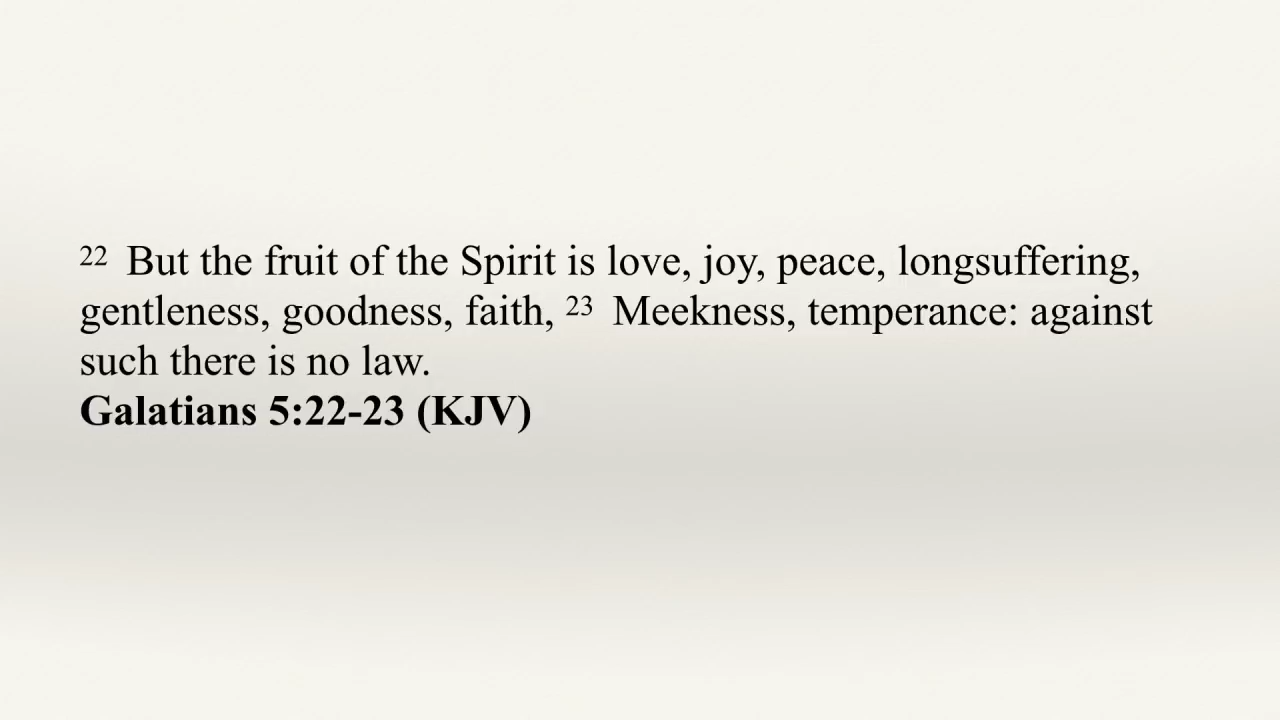 22 But the fruit of the Spirit is love, joy, peace, longsuffering,
gentleness, goodness, faith, 23 Meekness, temperance: against
such there is no law.
Galatians 5:22-23 (KJV)